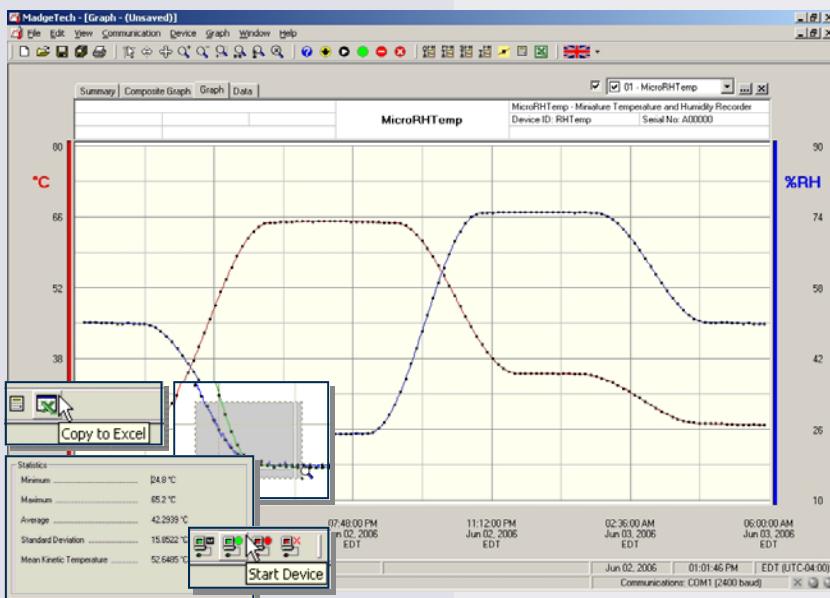 MadgeTech - [Graph - (Unsaved)]
File Edit View Communication Device Graph Window Help
Summary Composite Graph Graph Data
01 - MicroRHTemp
MicroRHTemp
MicroRHTemp - Miniature Temperature and Humidity Recorder
Device ID: RHTemp Serial No: A00000
80 90
°C %RH
66 74
52 58
38 42
26
10
Copy to Excel
Statistics
Minimum 24.8 °C
Maximum 65.2 °C
Average 42.2939 °C
Standard Deviation 15.8522 °C
Mean Kinetic Temperature 52.6485 °C
Start Device
07:48:00 PM 11:12:00 PM 02:36:00 AM 06:00:00 AM
Jun 02, 2006 Jun 02, 2006 Jun 03, 2006 Jun 03, 2006
EDT EDT EDT EDT
Jun 02, 2006 01:01:46 PM EDT (UTC-04:00)
Communications: COM1 (2400 baud)